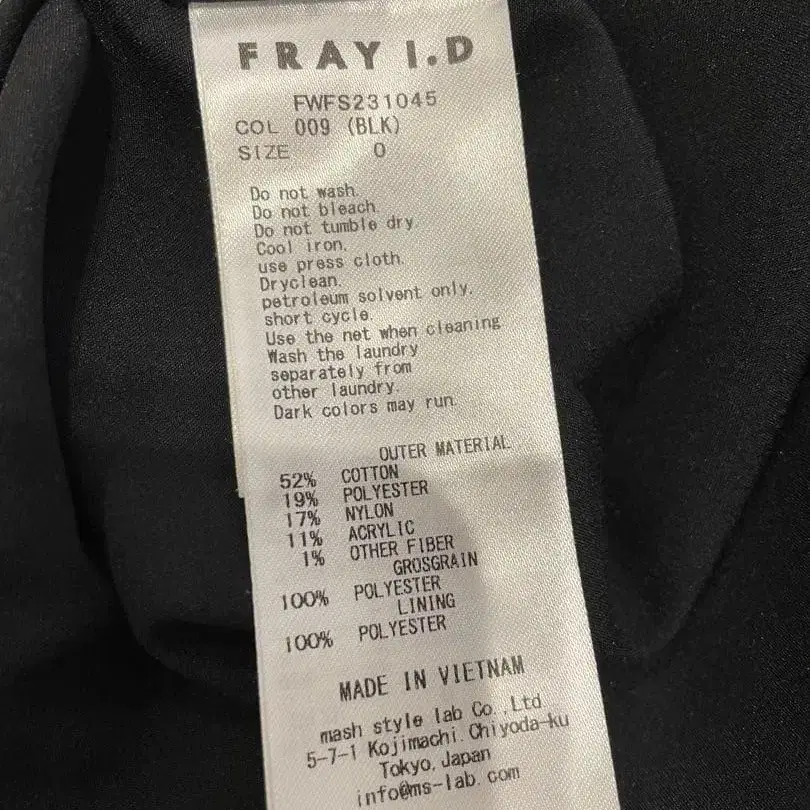 FRAY I.D
FWFS231045
COL 009 (BLK)
SIZE 0
Do not wash.
Do not bleach.
Do not tumble dry.
Cool iron.
use press cloth.
Dryclean.
petroleum solvent only.
short cycle.
Use the net when cleaning
Wash the laundry
separately from
other laundry.
Dark colors may run.
OUTER MATERIAL
52% COTTON
19% POLYESTER
17% NYLON
11% ACRYLIC
1% OTHER FIBER
GROSGRAIN
100% POLYESTER
LINING
100% POLYESTER
MADE IN VIETNAM
mash style lab Co.,Ltd
5-7-1 Kojimachi.Chiyoda-ku
Tokyo.Japan
info@ms-lab.com